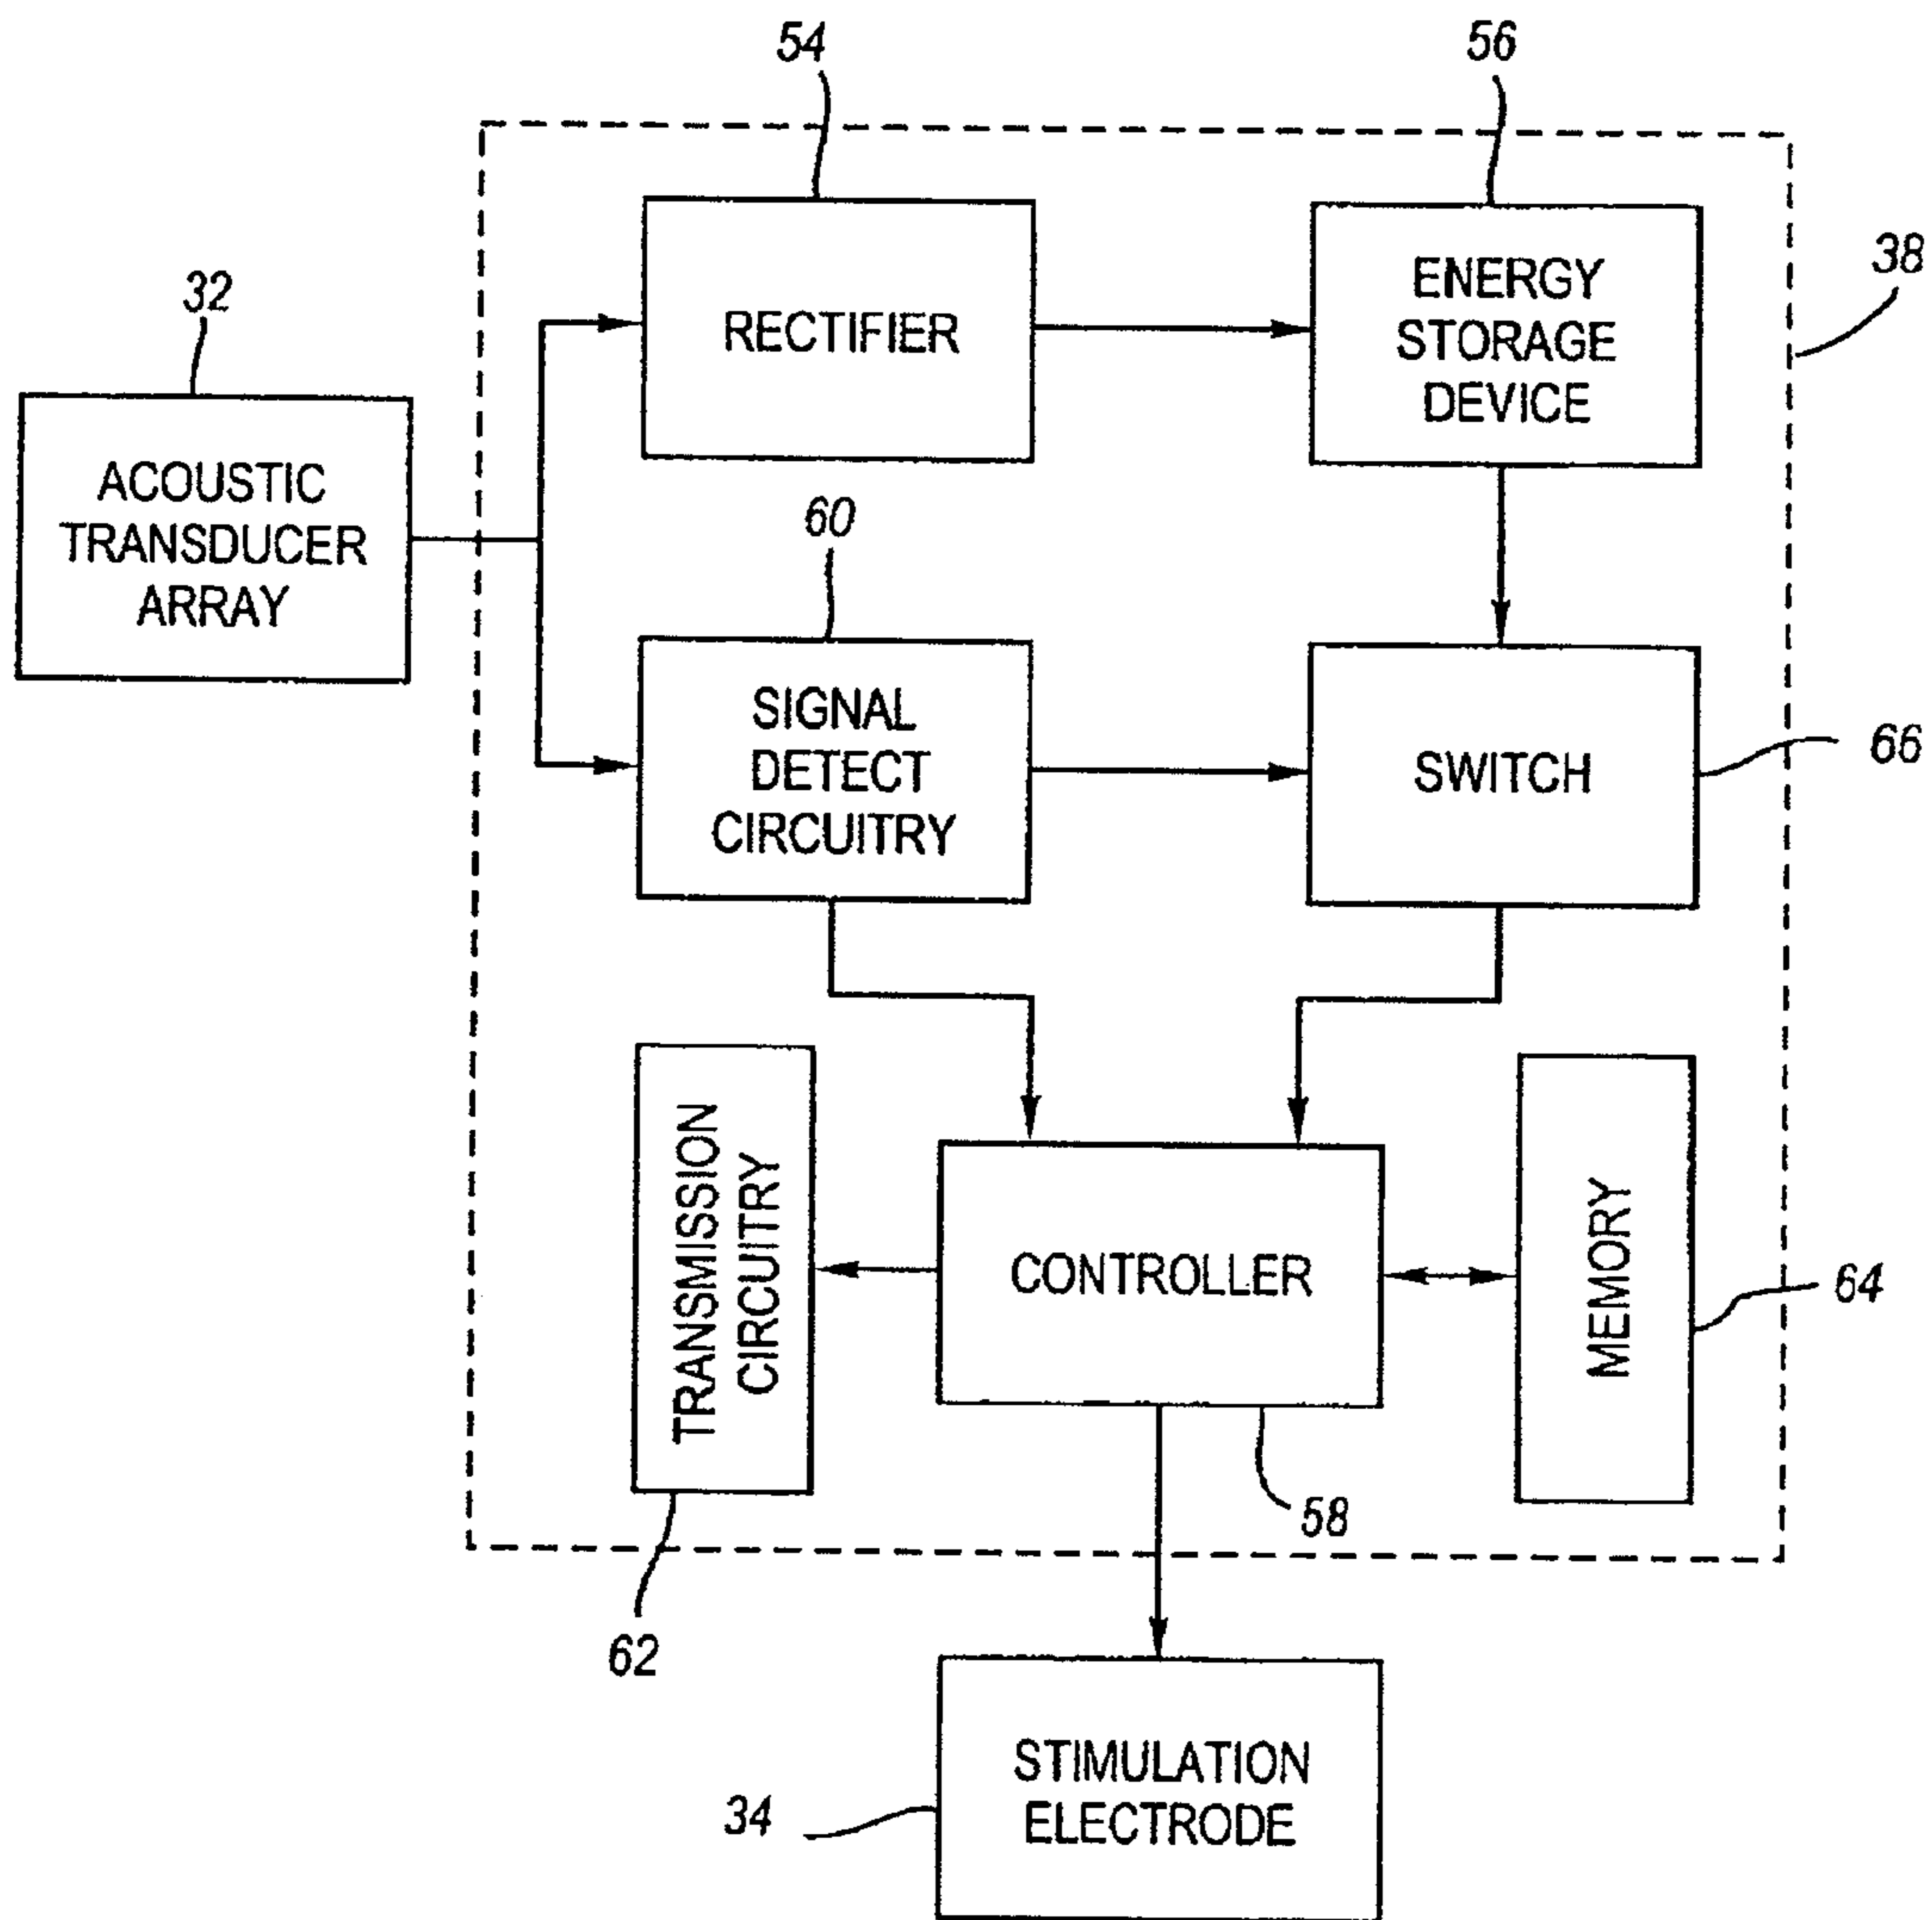 54
56
38
32
RECTIFIER
ENERGY
STORAGE
DEVICE
ACOUSTIC
TRANSDUCER
ARRAY
60
SIGNAL
DETECT
CIRCUITRY
SWITCH
66
TRANSMISSION
CIRCUITRY
CONTROLLER
MEMORY
64
58
62
STIMULATION
ELECTRODE
34